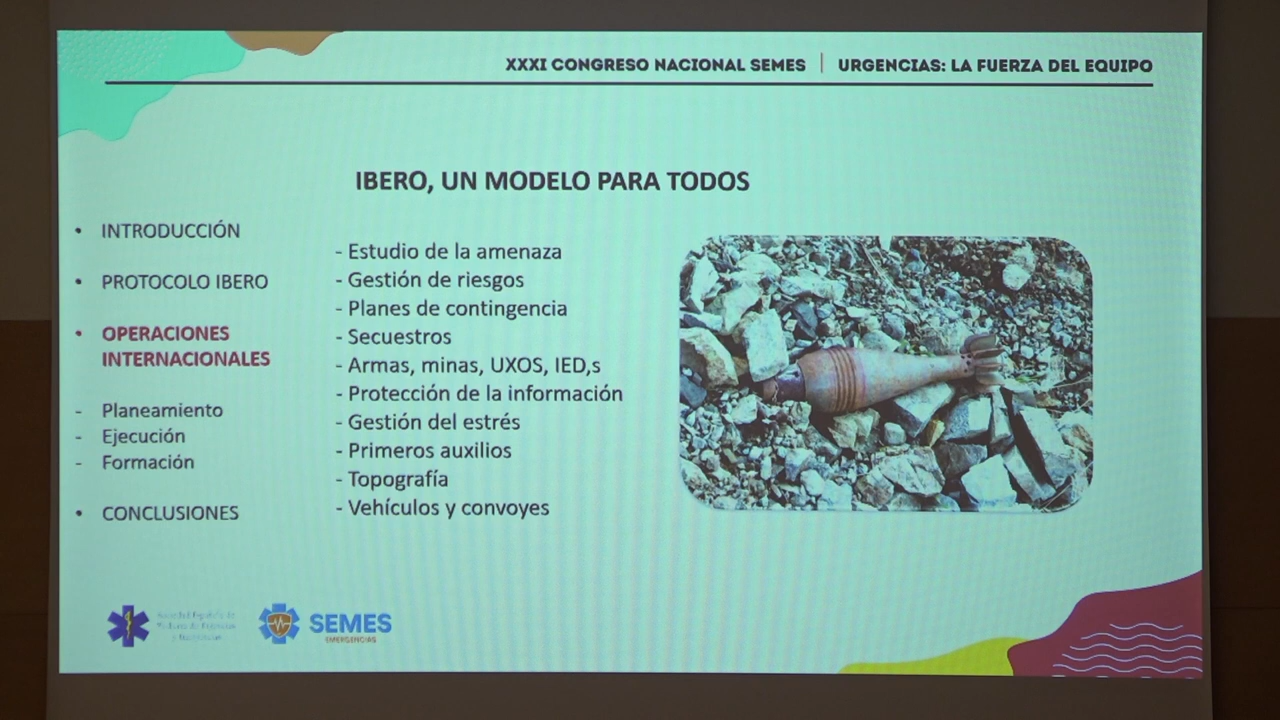 XXXI CONGRESO NACIONAL SEMES | URGENCIAS: LA FUERZA DEL EQUIPO
IBERO, UN MODELO PARA TODOS
• INTRODUCCIÓN
• PROTOCOLO IBERO
• OPERACIONES
INTERNACIONALES
- Planeamiento
- Ejecución
- Formación
• CONCLUSIONES
- Estudio de la amenaza
- Gestión de riesgos
- Planes de contingencia
- Secuestros
- Armas, minas, UXOS, IED,s
- Protección de la información
- Gestión del estrés
- Primeros auxilios
- Topografía
- Vehículos y convoyes
SEMES
EMERGENCIAS